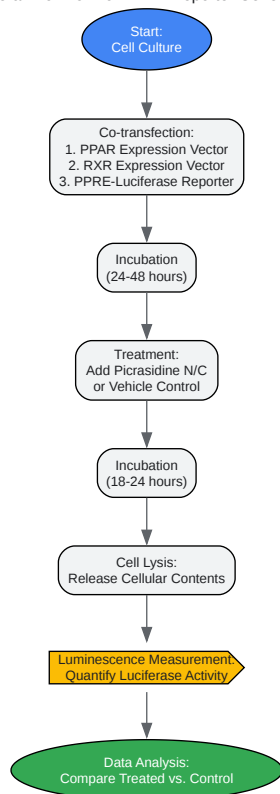 Start:
Cell Culture
Co-transfection:
1. PPAR Expression Vector
2. RXR Expression Vector
3. PPRE-Luciferase Reporter
Incubation
(24-48 hours)
Treatment:
Add Picrasidine N/C
or Vehicle Control
Incubation
(18-24 hours)
Cell Lysis:
Release Cellular Contents
Luminescence Measurement:
Quantify Luciferase Activity
Data Analysis:
Compare Treated vs. Control